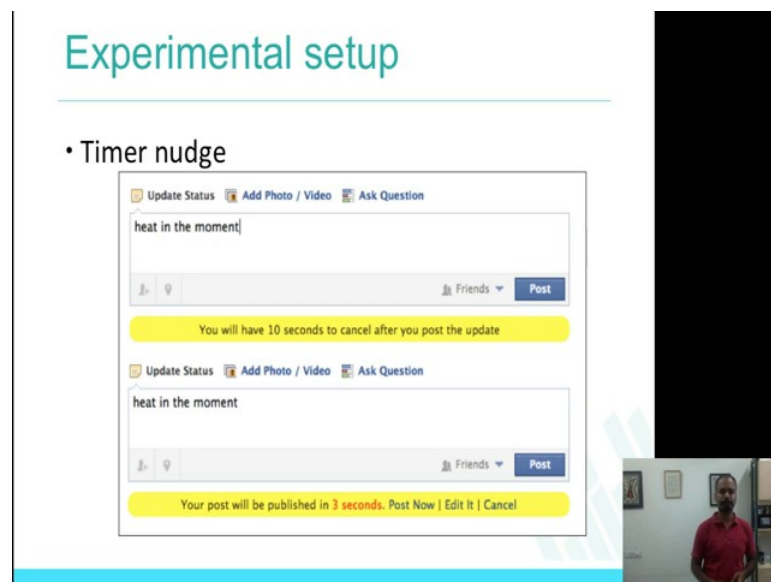 Experimental setup
• Timer nudge
Update Status Add Photo / Video Ask Question
heat in the moment
Friends Post
You will have 10 seconds to cancel after you post the update
Update Status Add Photo / Video Ask Question
heat in the moment
Friends Post
Your post will be published in 3 seconds. Post Now | Edit It | Cancel